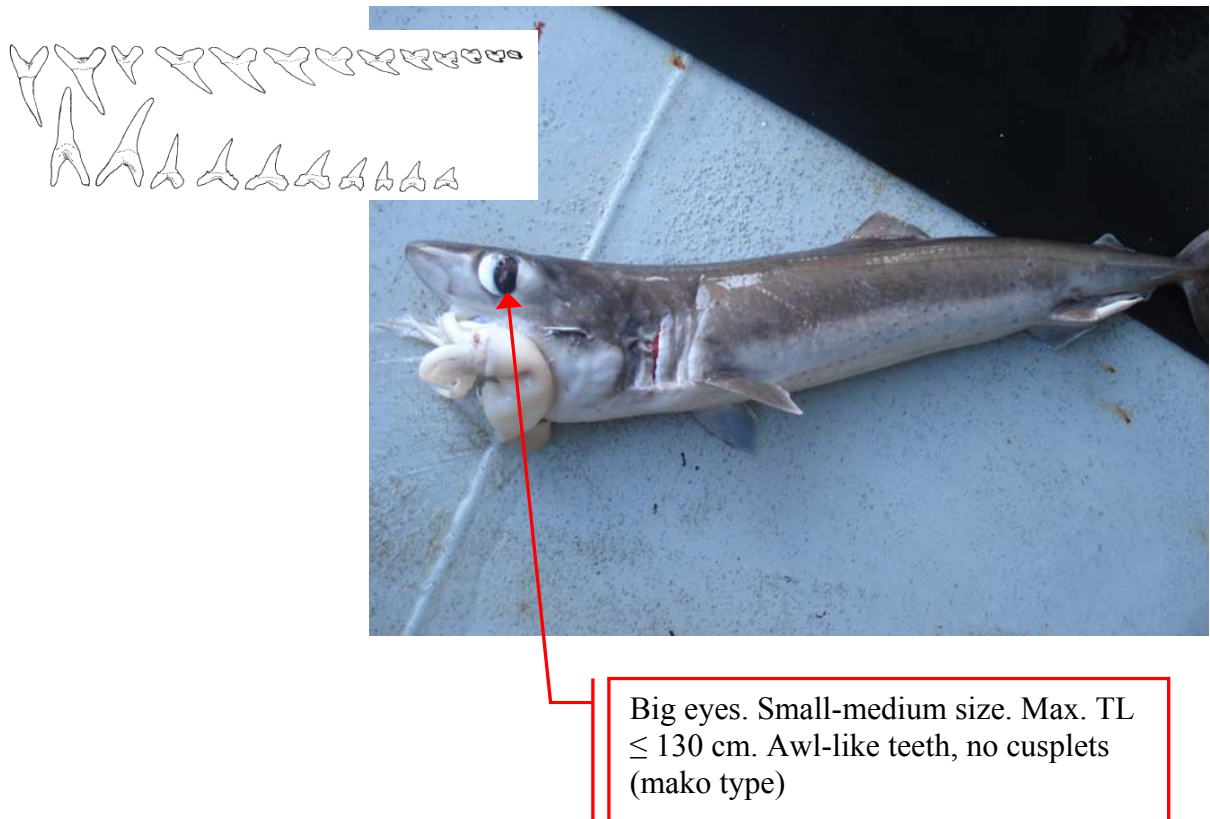 Big eyes. Small-medium size. Max. TL
≤ 130 cm. Awl-like teeth, no cusplets
(mako type)